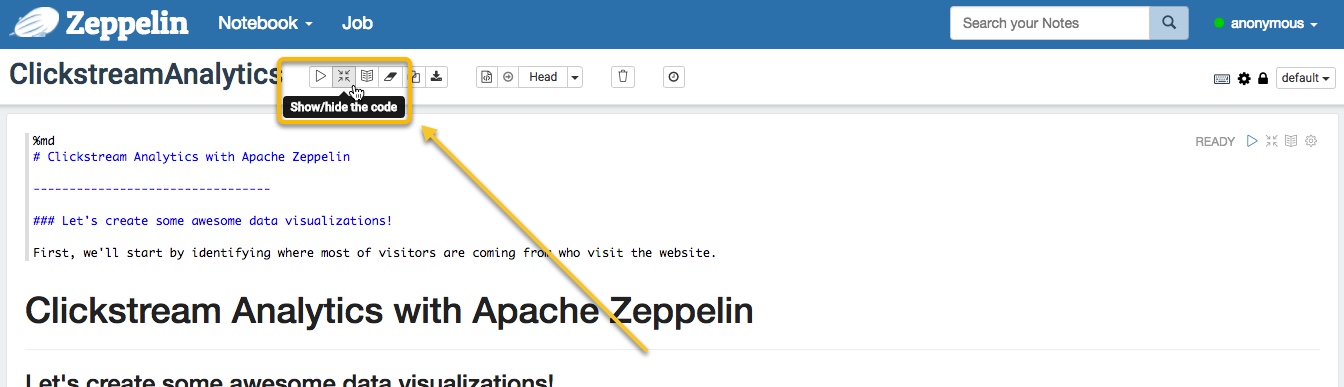 Zeppelin Notebook Job Search your Notes anonymous
ClickstreamAnalytics Head default
Show/hide the code
%md
READY
# Clickstream Analytics with Apache Zeppelin
--------------------------------
### Let's create some awesome data visualizations!
First, we'll start by identifying where most of visitors are coming from who visit the website.
Clickstream Analytics with Apache Zeppelin
Let's create some awesome data visualizations!